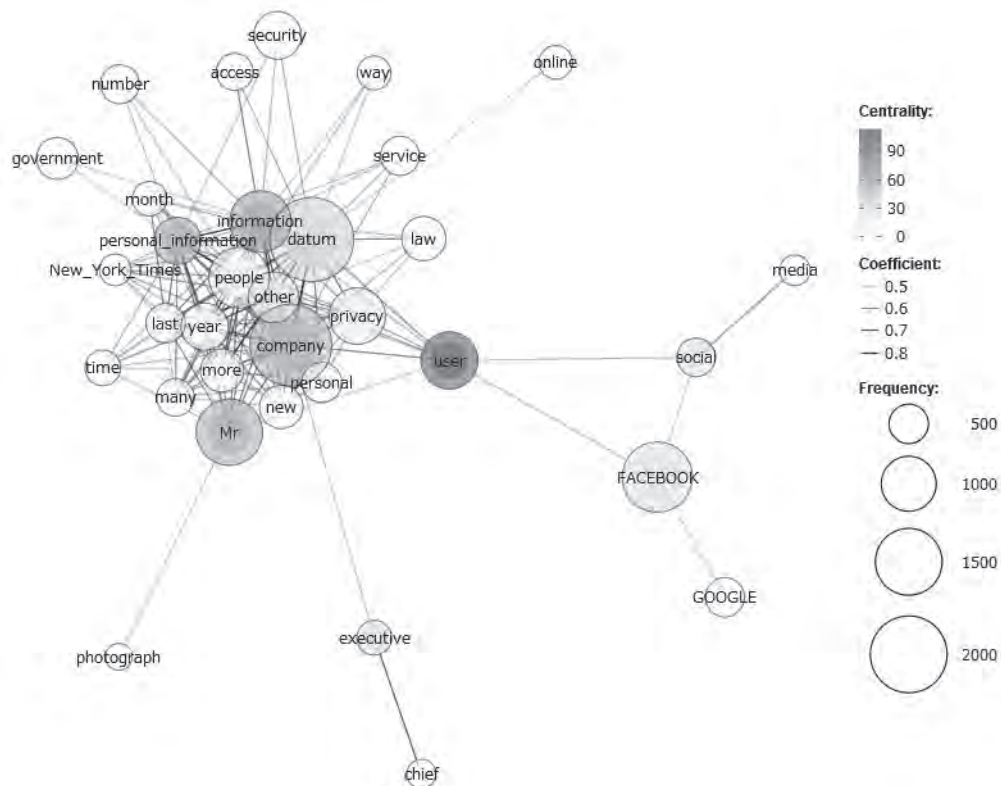 security
online
access
way
number
government
service
month
information
personal_information
datum
law
New_York_Times
people
other
last
year
privacy
company
time
more
personal
many
new
Mr
user
social
media
FACEBOOK
GOOGLE
photograph
executive
chief
Centrality:
90
60
30
0
Coefficient:
0.5
0.6
0.7
0.8
Frequency:
500
1000
1500
2000